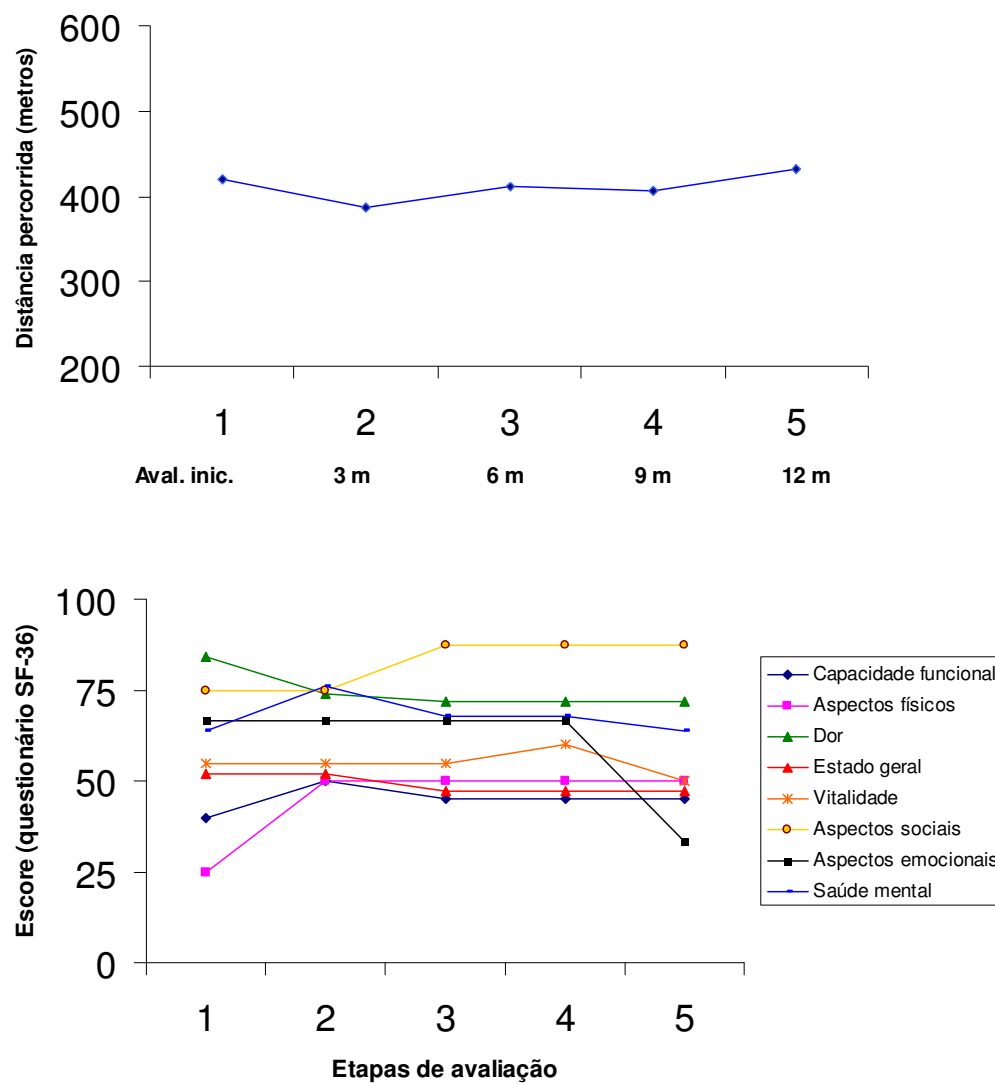 Distância percorrida (metros)
600
500
400
300
200
1 2 3 4 5
Aval. inic. 3 m 6 m 9 m 12 m
Escore (questionário SF-36)
100
75
50
25
0
1 2 3 4 5
Etapas de avaliação
Capacidade funcional
Aspectos físicos
Dor
Estado geral
Vitalidade
Aspectos sociais
Aspectos emocionais
Saúde mental